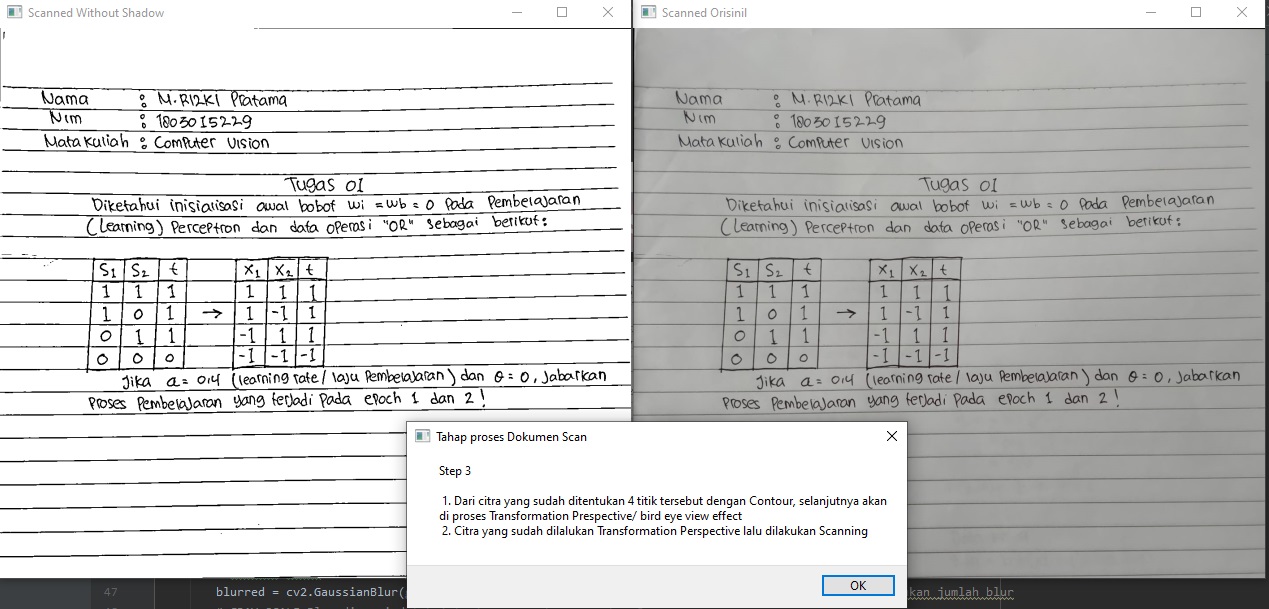 Scanned Without Shadow
Nama : M.RIZKI Pratama
Nim : 1803015229
Matakuliah : Computer Vision
Tugas 01
Diketahui inisialisasi awal bobot wi = wb = 0 Pada Pembelajaran
(Learning) Perceptron dan data operasi "OR" sebagai berikut:
S1 S2 t X1 X2 t
1 1 1 1 1 1
1 0 1 → 1 -1 1
0 1 1 -1 1 1
0 0 0 -1 -1 -1
Jika α = 0,4 (learning rate / laju Pembelajaran) dan θ = 0, Jabarkan
Proses Pembelajaran yang terjadi Pada epoch 1 dan 2!
Scanned Orisinil
Nama : M.RIZKI Pratama
Nim : 1803015229
Matakuliah : Computer Vision
Tugas 01
Diketahui inisialisasi awal bobot wi = wb = 0 Pada Pembelajaran
(Learning) Perceptron dan data operasi "OR" sebagai berikut:
S1 S2 t X1 X2 t
1 1 1 1 1 1
1 0 1 → 1 -1 1
0 1 1 -1 1 1
0 0 0 -1 -1 -1
Jika α = 0,4 (learning rate / laju Pembelajaran) dan θ = 0, Jabarkan
Proses Pembelajaran yang terjadi Pada epoch 1 dan 2!
Tahap proses Dokumen Scan
Step 3
1. Dari citra yang sudah ditentukan 4 titik tersebut dengan Contour, selanjutnya akan
di proses Transformation Prespective/ bird eye view effect
2. Citra yang sudah dilalukan Transformation Perspective lalu dilakukan Scanning
OK
47 blurred = cv2.GaussianBlur( kan jumlah blur